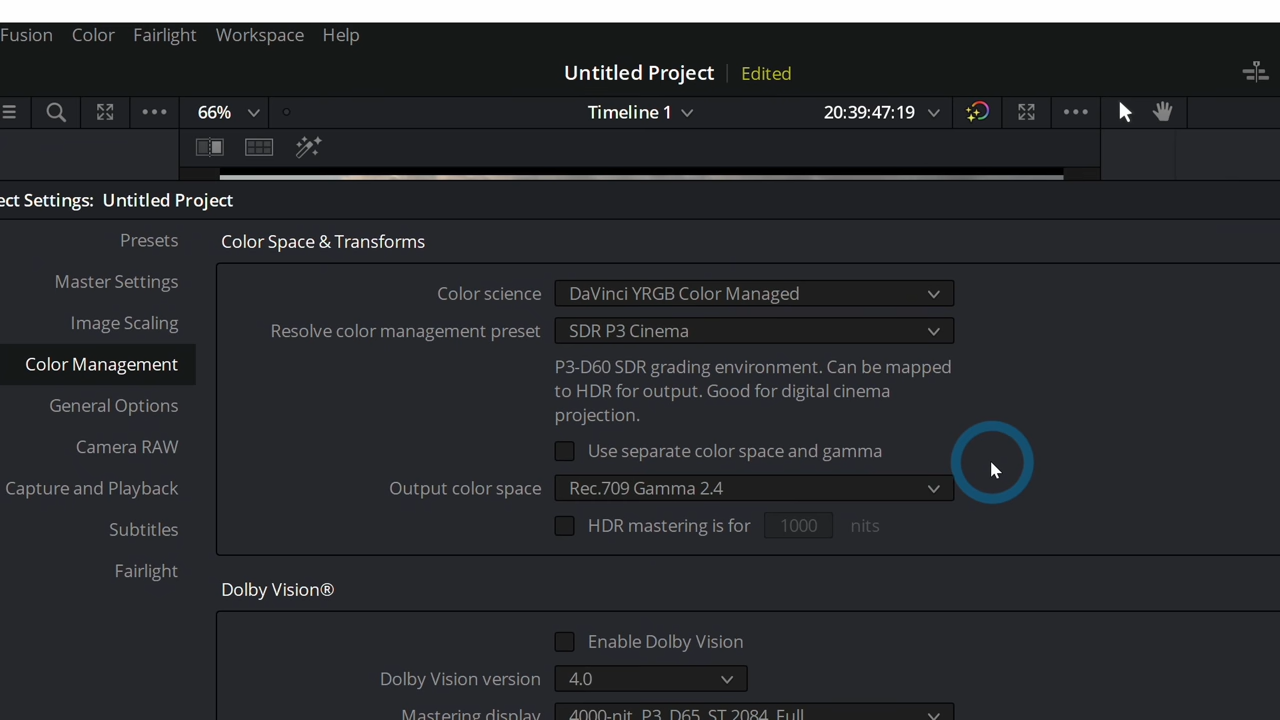 Fusion Color Fairlight Workspace Help
Untitled Project Edited
66% Timeline 1 20:39:47:19
ect Settings: Untitled Project
Presets
Master Settings
Image Scaling
Color Management
General Options
Camera RAW
Capture and Playback
Subtitles
Fairlight
Color Space & Transforms
Color science DaVinci YRGB Color Managed
Resolve color management preset SDR P3 Cinema
P3-D60 SDR grading environment. Can be mapped
to HDR for output. Good for digital cinema
projection.
Use separate color space and gamma
Output color space Rec.709 Gamma 2.4
HDR mastering is for 1000 nits
Dolby Vision®
Enable Dolby Vision
Dolby Vision version 4.0
Mastering display 4000-nit, P3, D65, ST.2084, Full